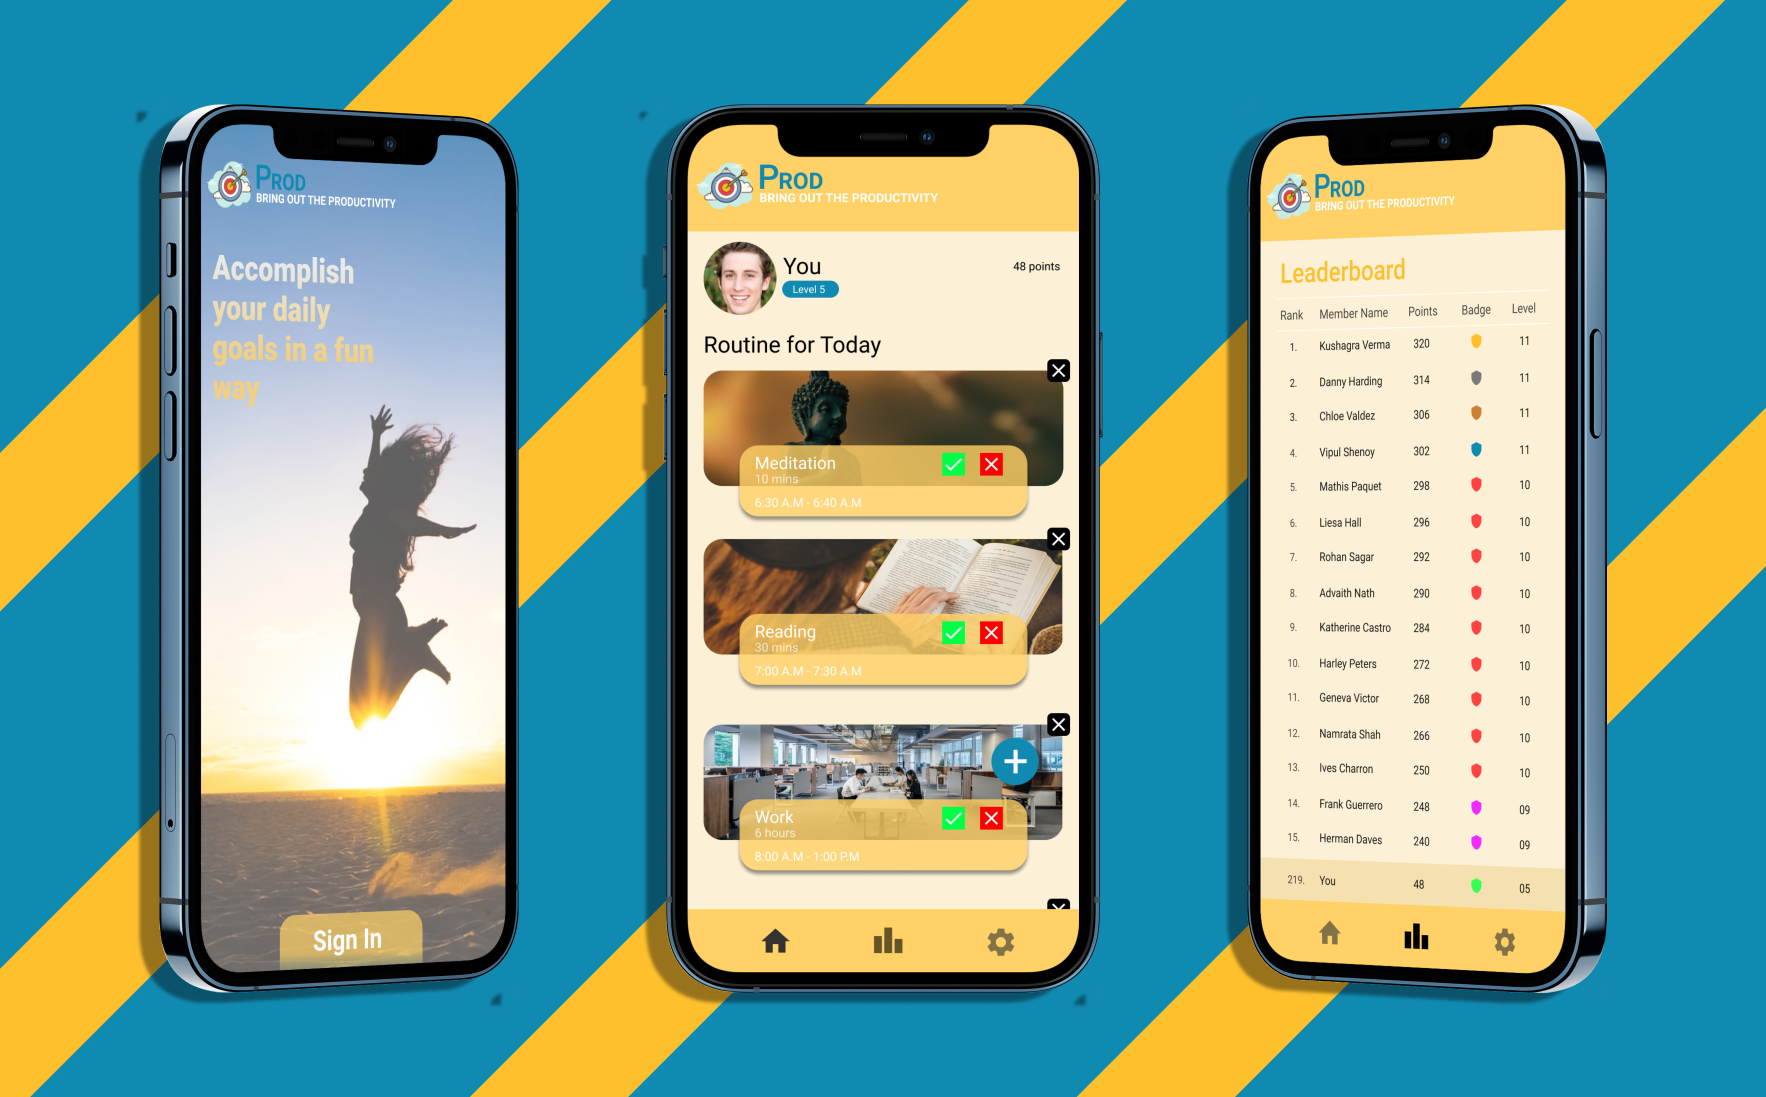 PROD
BRING OUT THE PRODUCTIVITY
Accomplish
your daily
goals in a fun
way
Sign In
PROD
BRING OUT THE PRODUCTIVITY
You
Level 5
48 points
Routine for Today
Meditation
10 mins
6:30 A.M - 6:40 A.M
Reading
30 mins
7:00 A.M - 7:30 A.M
Work
6 hours
8:00 A.M - 1:00 P.M
PROD
BRING OUT THE PRODUCTIVITY
Leaderboard
Rank Member Name Points Badge Level
1. Kushagra Verma 320 11
2. Danny Harding 314 11
3. Chloe Valdez 306 11
4. Vipul Shenoy 302 11
5. Mathis Paquet 298 10
6. Liesa Hall 296 10
7. Rohan Sagar 292 10
8. Advaith Nath 290 10
9. Katherine Castro 284 10
10. Harley Peters 272 10
11. Geneva Victor 268 10
12. Namrata Shah 266 10
13. Ives Charron 250 10
14. Frank Guerrero 248 09
15. Herman Daves 240 09
219. You 48 05